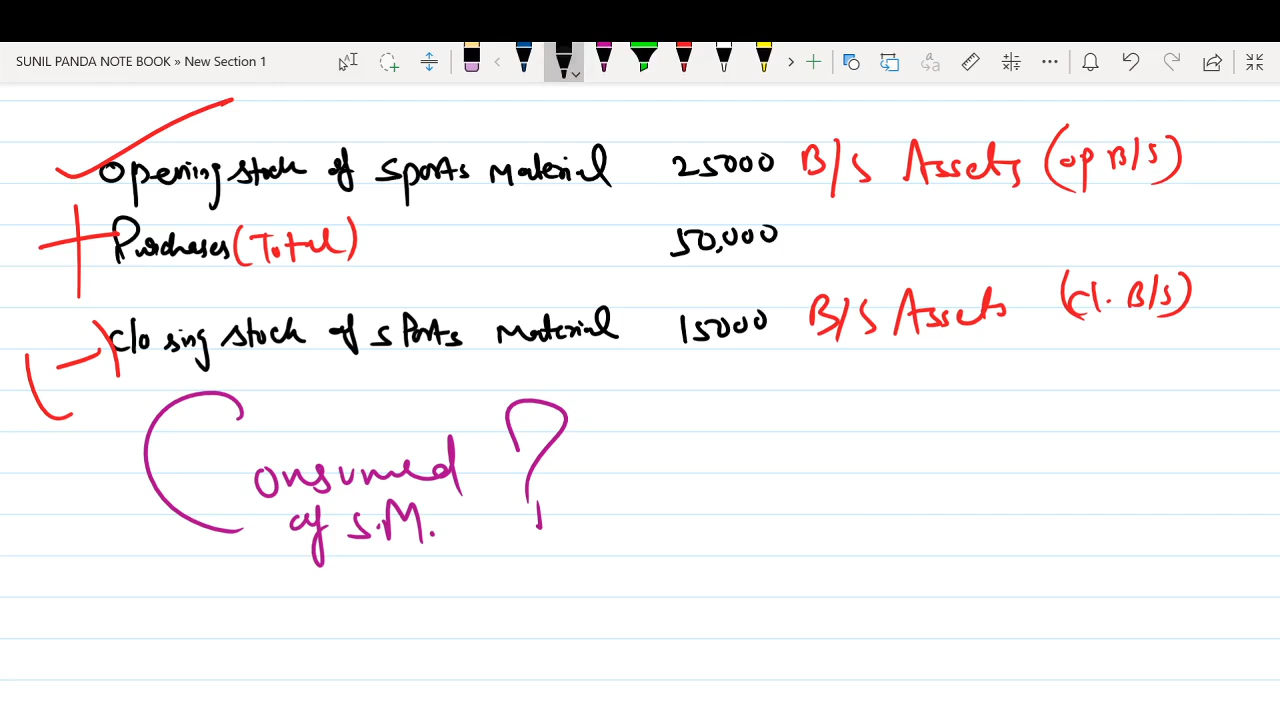 SUNIL PANDA NOTE BOOK » New Section 1
Opening stock of sports Material 25000 B/S Assets (op B/S)
+ Purchases (Total) 50,000
(-) closing stock of sports material 15000 B/S Assets (cl. B/S)
Consumed ?
of S.M.